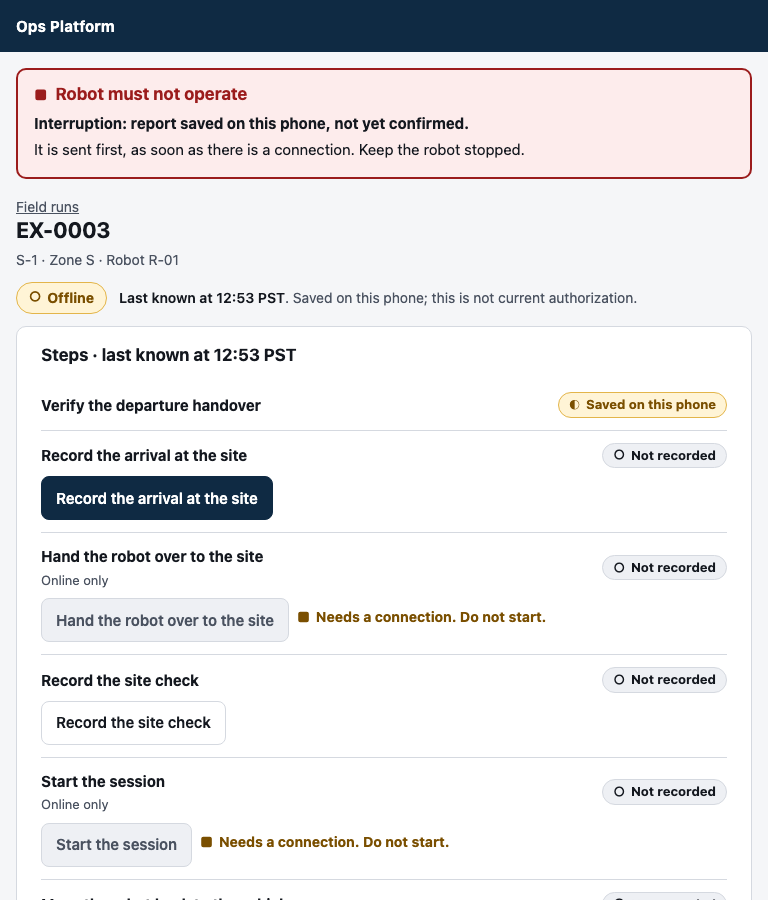 Ops Platform
Robot must not operate
Interruption: report saved on this phone, not yet confirmed.
It is sent first, as soon as there is a connection. Keep the robot stopped.
Field runs
EX-0003
S-1 · Zone S · Robot R-01
Offline Last known at 12:53 PST. Saved on this phone; this is not current authorization.
Steps · last known at 12:53 PST
Verify the departure handover Saved on this phone
Record the arrival at the site Not recorded
Record the arrival at the site
Hand the robot over to the site Not recorded
Online only
Hand the robot over to the site Needs a connection. Do not start.
Record the site check Not recorded
Record the site check
Start the session Not recorded
Online only
Start the session Needs a connection. Do not start.